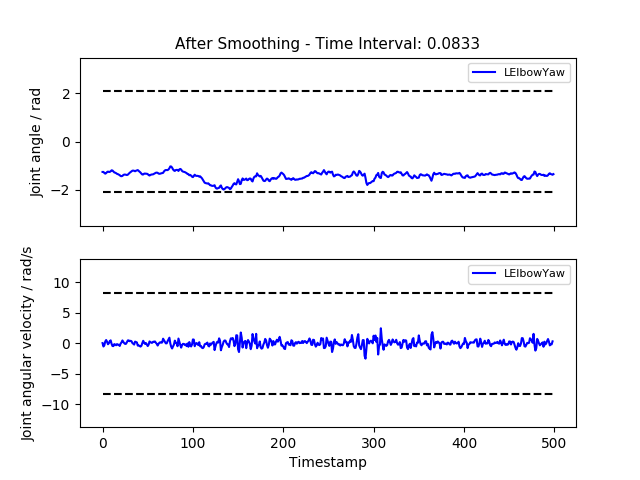 After Smoothing - Time Interval: 0.0833
Joint angle / rad
2
0
−2
LElbowYaw
Joint angular velocity / rad/s
10
5
0
−5
−10
LElbowYaw
0 100 200 300 400 500
Timestamp